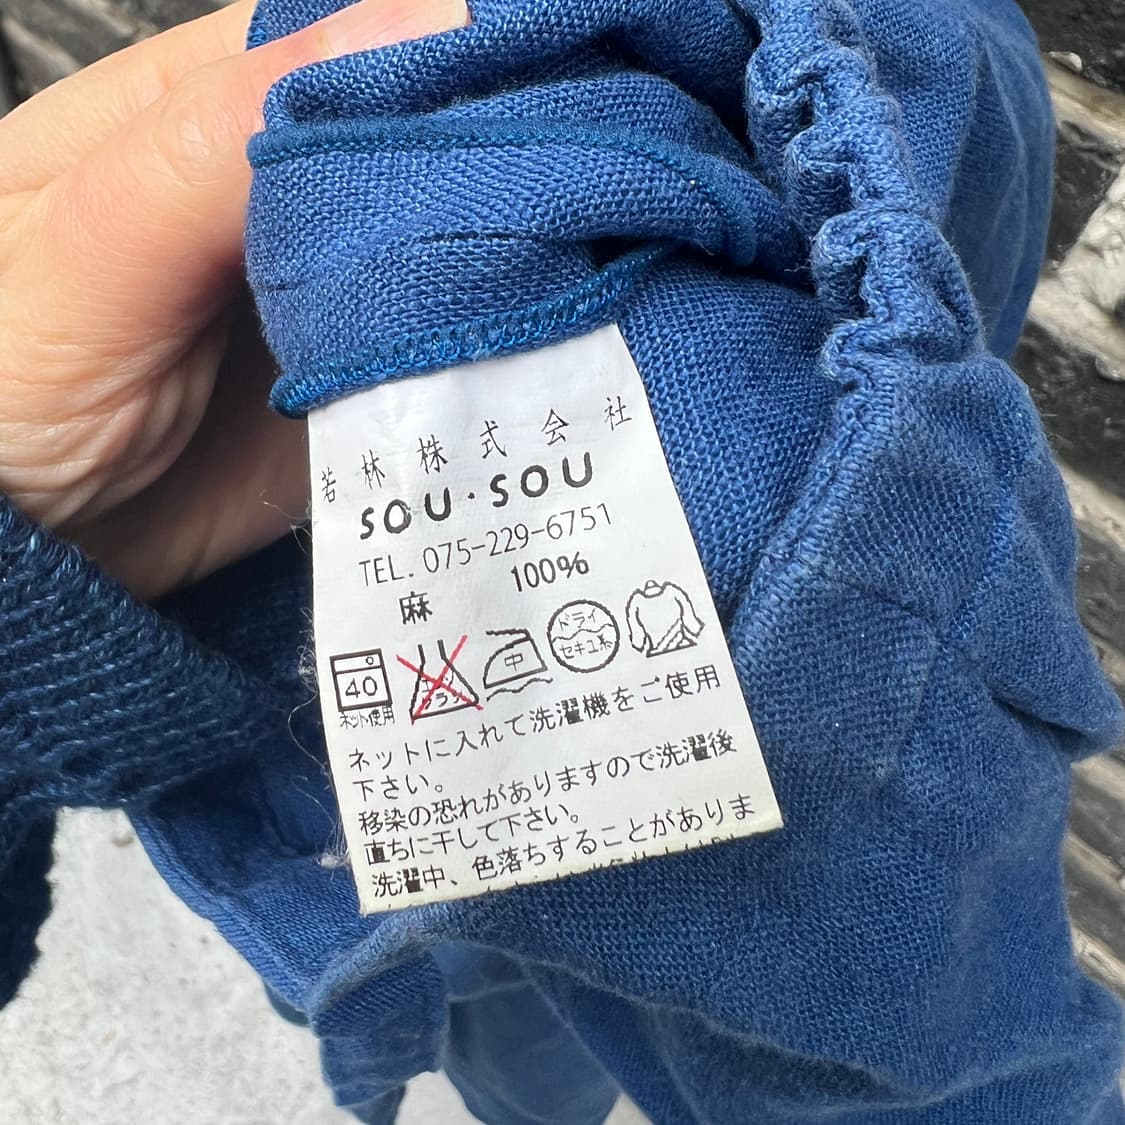 若林株式会社
SOU・SOU
TEL. 075-229-6751
麻 100%
40 中 ドライ セキユ系
ネット使用
ネットに入れて洗濯機をご使用
下さい。
移染の恐れがありますので洗濯後
直ちに干して下さい。
洗濯中、色落ちすることがありま